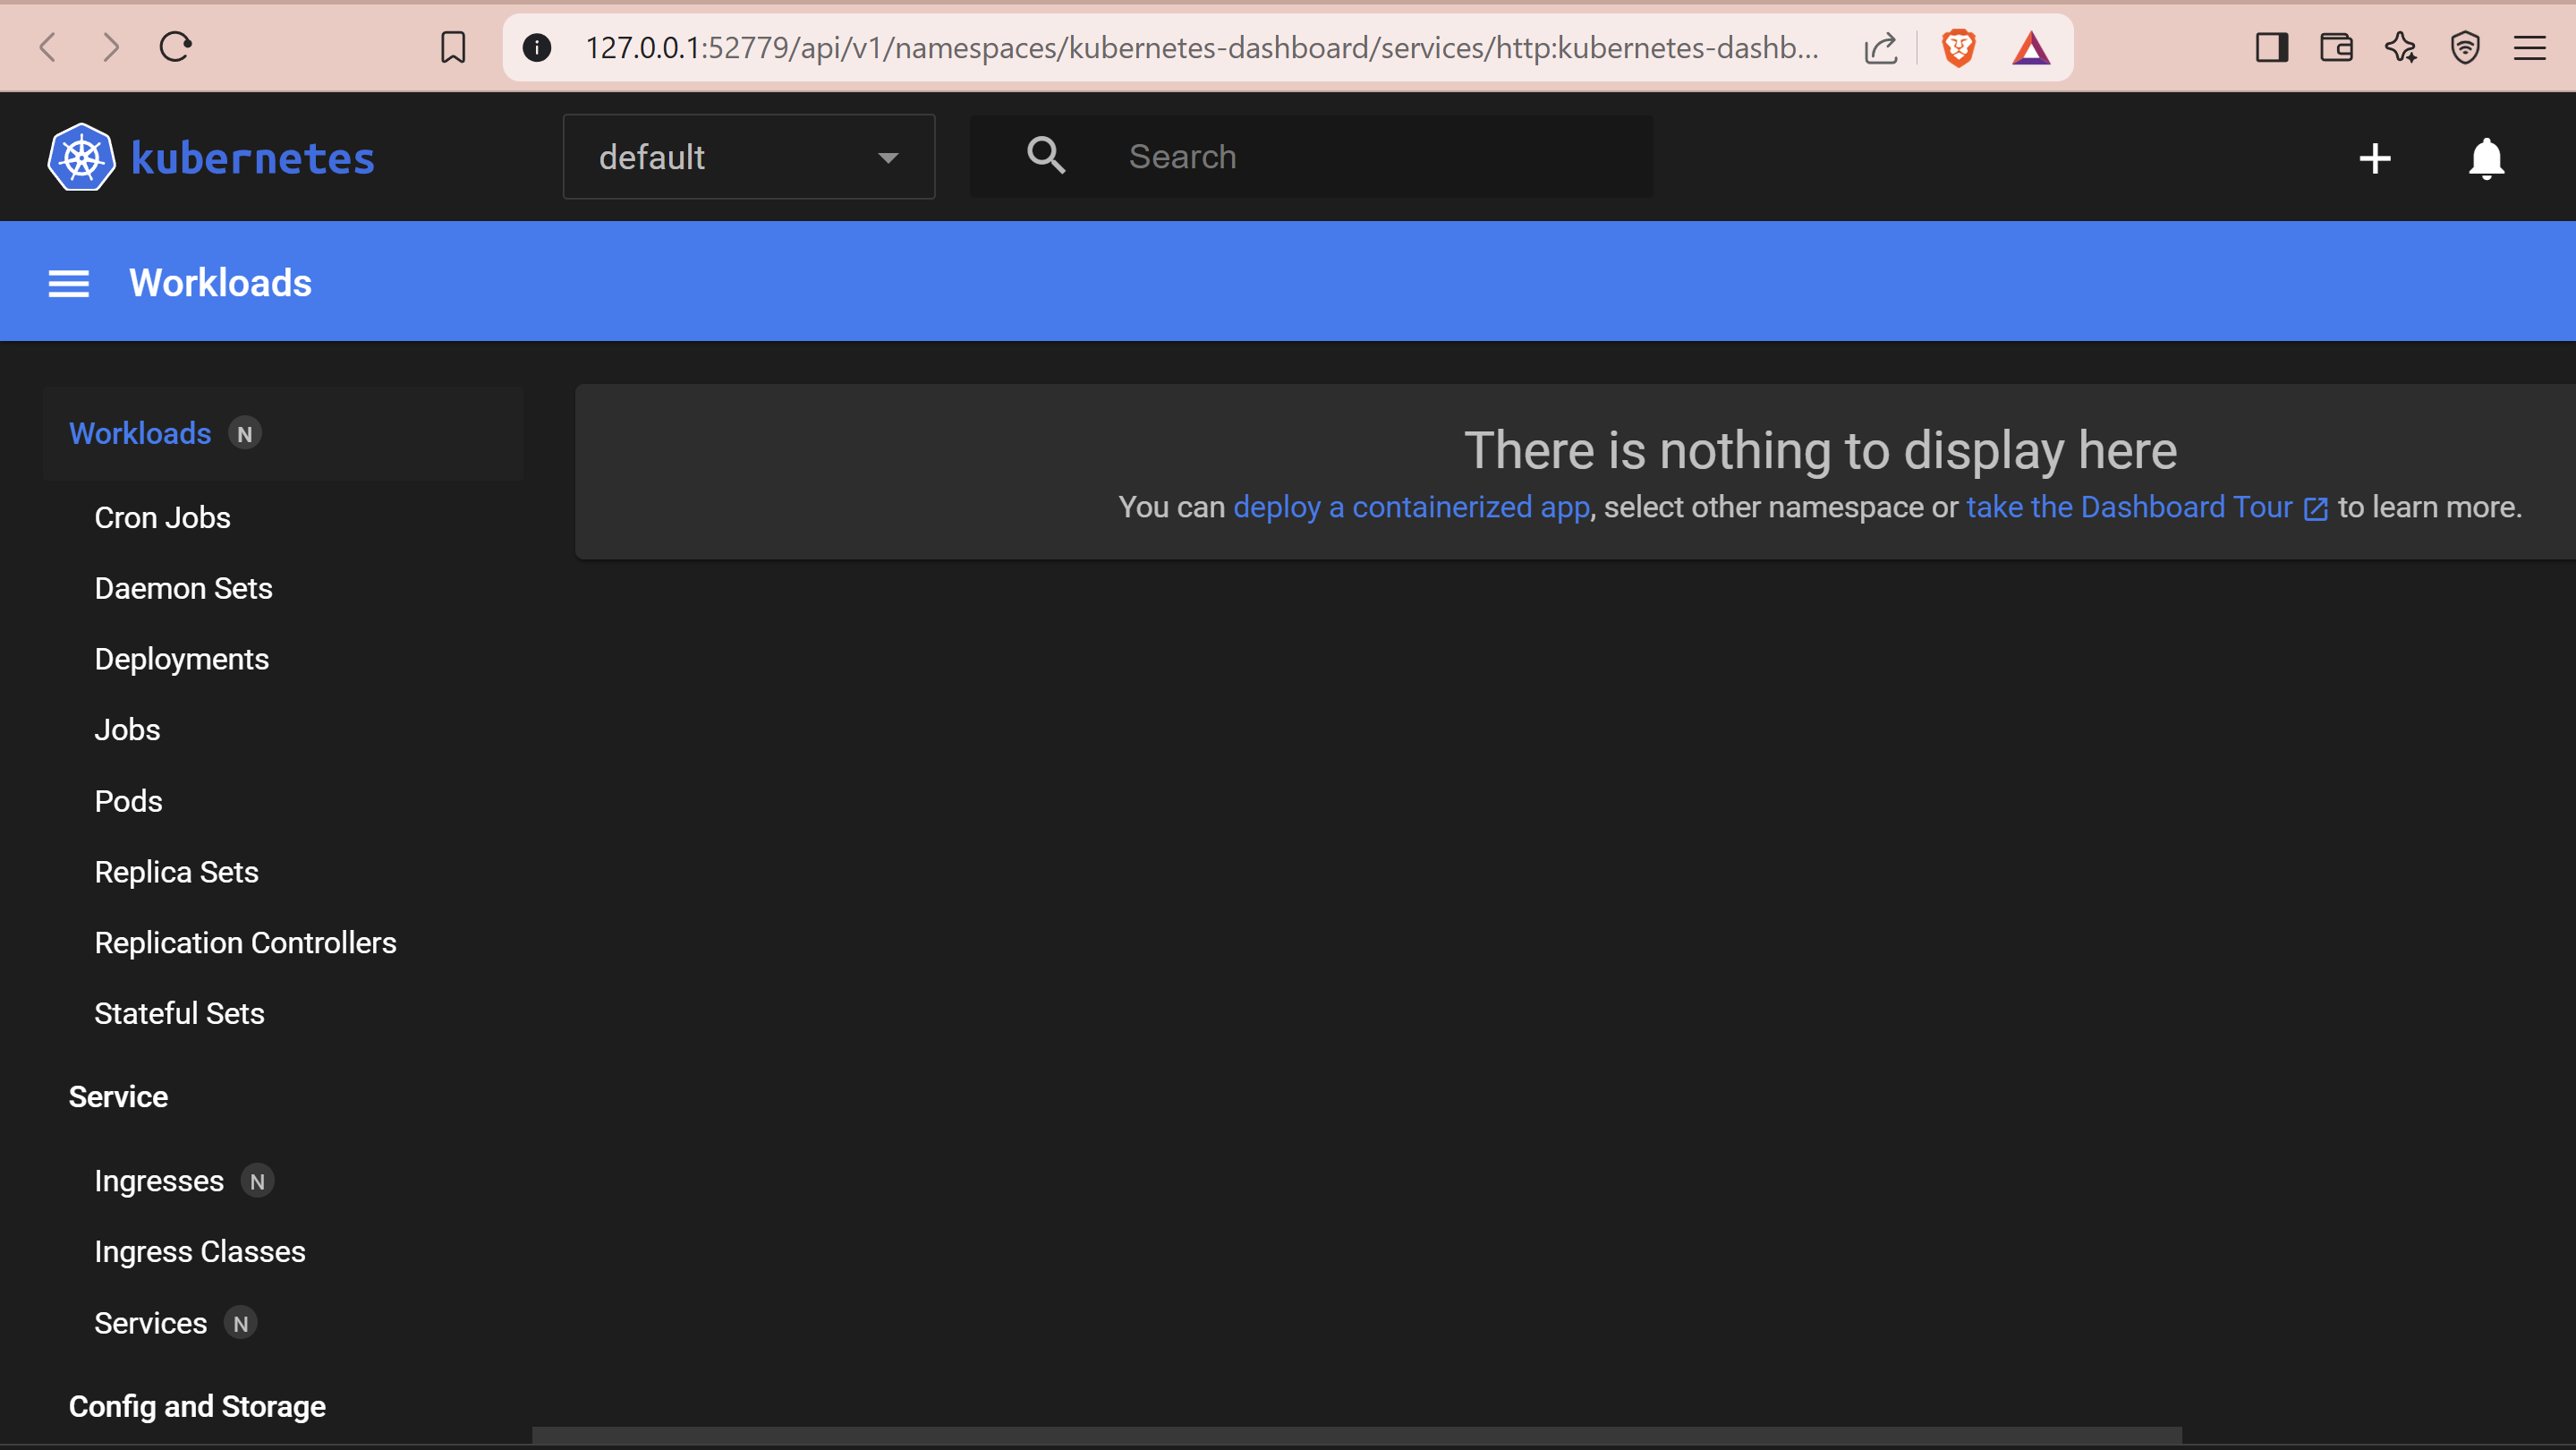 127.0.0.1:52779/api/v1/namespaces/kubernetes-dashboard/services/http:kubernetes-dashb...
kubernetes
default
Search
Workloads
Workloads N
Cron Jobs
Daemon Sets
Deployments
Jobs
Pods
Replica Sets
Replication Controllers
Stateful Sets
Service
Ingresses N
Ingress Classes
Services N
Config and Storage
There is nothing to display here
You can deploy a containerized app, select other namespace or take the Dashboard Tour to learn more.